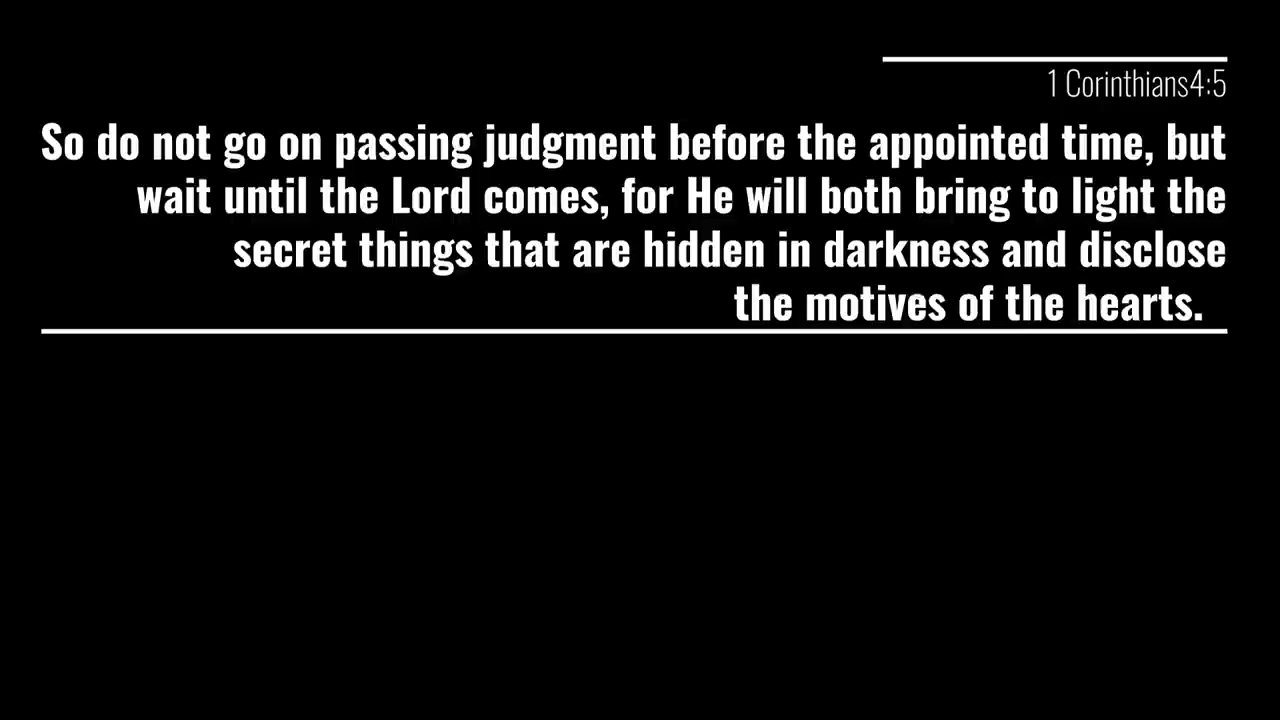 1 Corinthians4:5
So do not go on passing judgment before the appointed time, but
wait until the Lord comes, for He will both bring to light the
secret things that are hidden in darkness and disclose
the motives of the hearts.